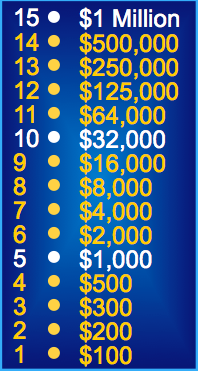 15 • $1 Million
14 • $500,000
13 • $250,000
12 • $125,000
11 • $64,000
10 • $32,000
9 • $16,000
8 • $8,000
7 • $4,000
6 • $2,000
5 • $1,000
4 • $500
3 • $300
2 • $200
1 • $100